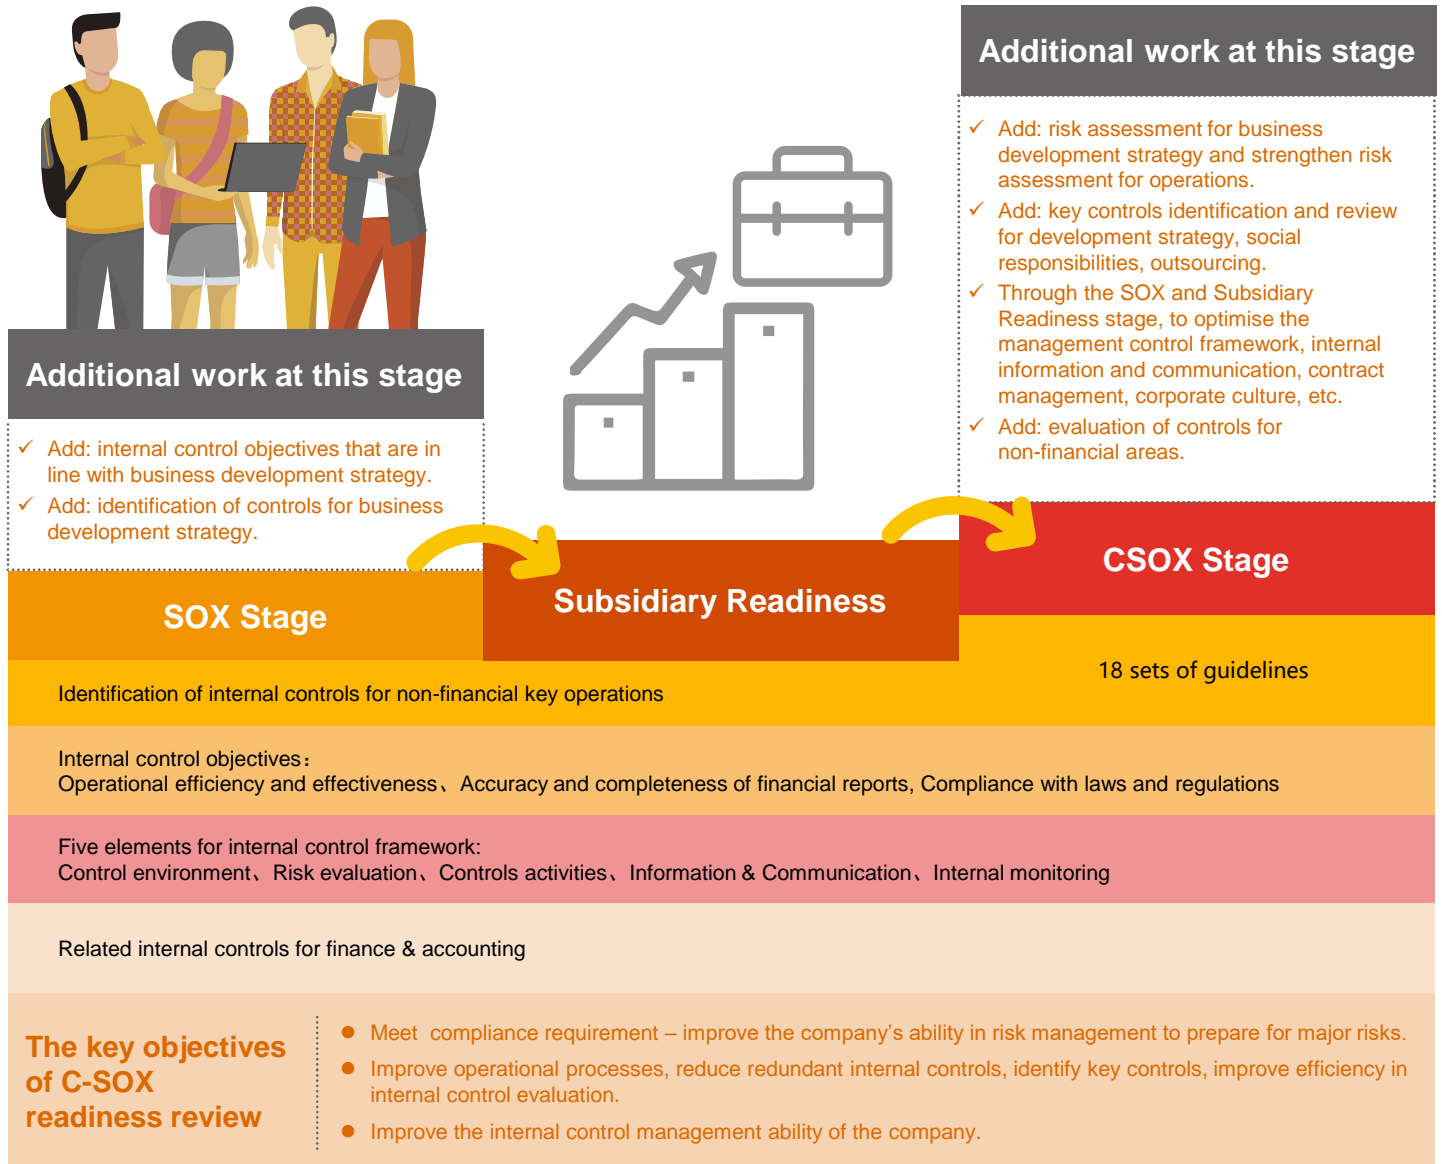 Additional work at this stage
✓ Add: internal control objectives that are in
line with business development strategy.
✓ Add: identification of controls for business
development strategy.
SOX Stage
Subsidiary Readiness
Additional work at this stage
✓ Add: risk assessment for business
development strategy and strengthen risk
assessment for operations.
✓ Add: key controls identification and review
for development strategy, social
responsibilities, outsourcing.
✓ Through the SOX and Subsidiary
Readiness stage, to optimise the
management control framework, internal
information and communication, contract
management, corporate culture, etc.
✓ Add: evaluation of controls for
non-financial areas.
CSOX Stage
18 sets of guidelines
Identification of internal controls for non-financial key operations
Internal control objectives：
Operational efficiency and effectiveness、Accuracy and completeness of financial reports, Compliance with laws and regulations
Five elements for internal control framework:
Control environment、Risk evaluation、Controls activities、Information & Communication、Internal monitoring
Related internal controls for finance & accounting
The key objectives
of C-SOX
readiness review
● Meet compliance requirement – improve the company’s ability in risk management to prepare for major risks.
● Improve operational processes, reduce redundant internal controls, identify key controls, improve efficiency in
internal control evaluation.
● Improve the internal control management ability of the company.